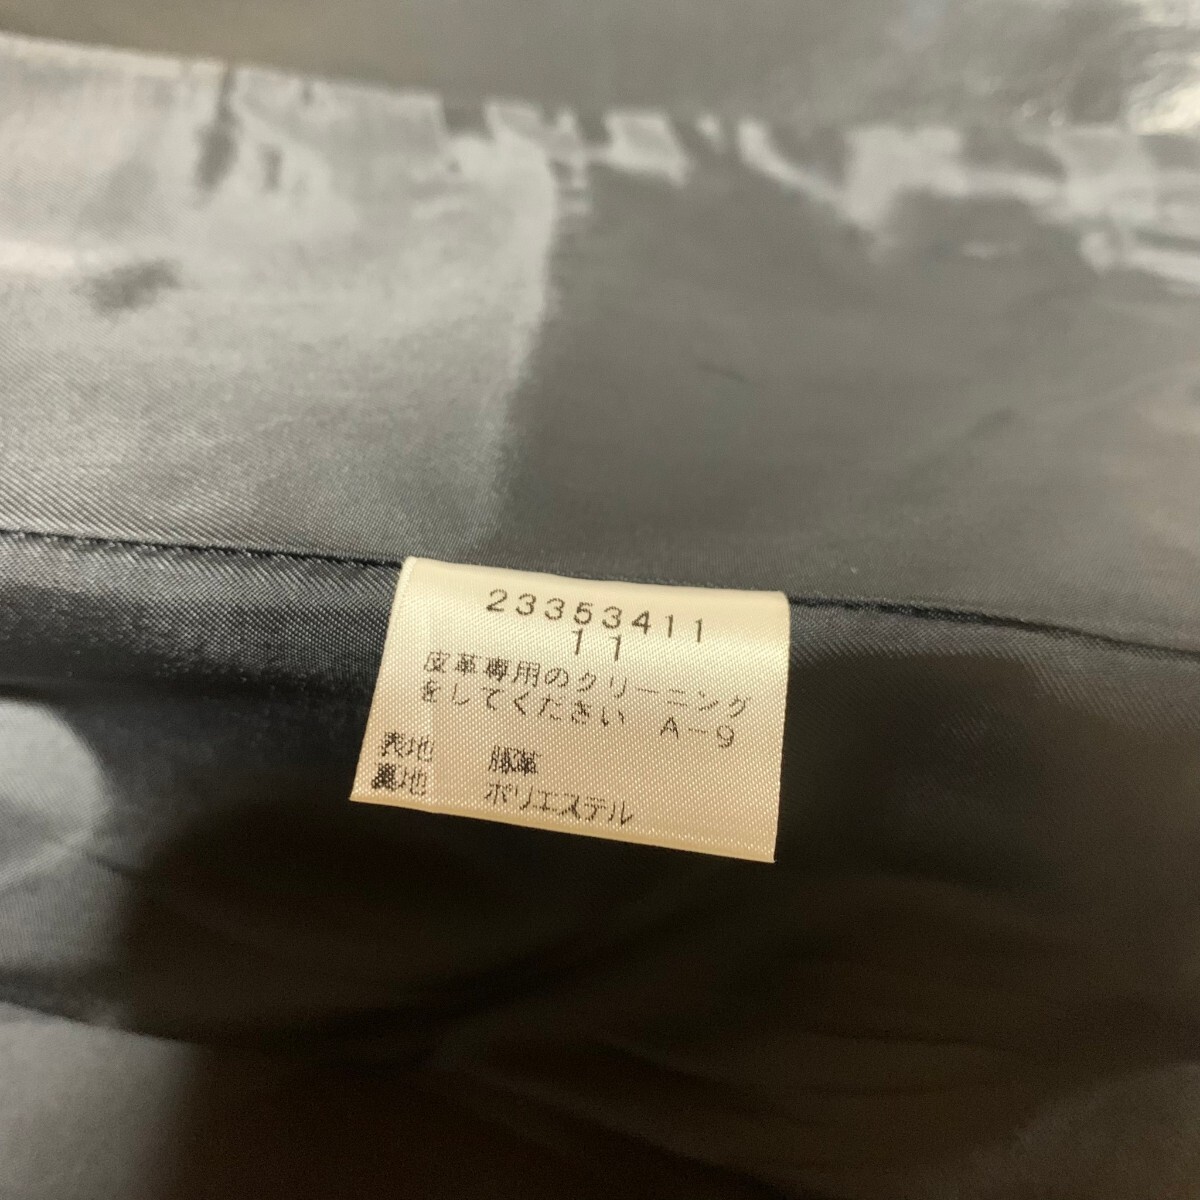 23353411
11
皮革専用のクリーニング
をしてください A-9
表地 豚革
裏地 ポリエステル